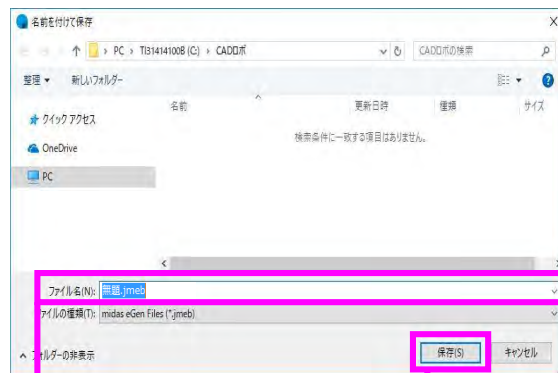 名前を付けて保存
PC › TI31414100B (C:) › CADロボ
CADロボの検索
整理 ▼ 新しいフォルダー
名前 更新日時 種類 サイズ
クイック アクセス
検索条件に一致する項目はありません。
OneDrive
PC
ファイル名(N): 無題.jmeb
ァイルの種類(T): midas eGen Files (*.jmeb)
フォルダーの非表示
保存(S) キャンセル